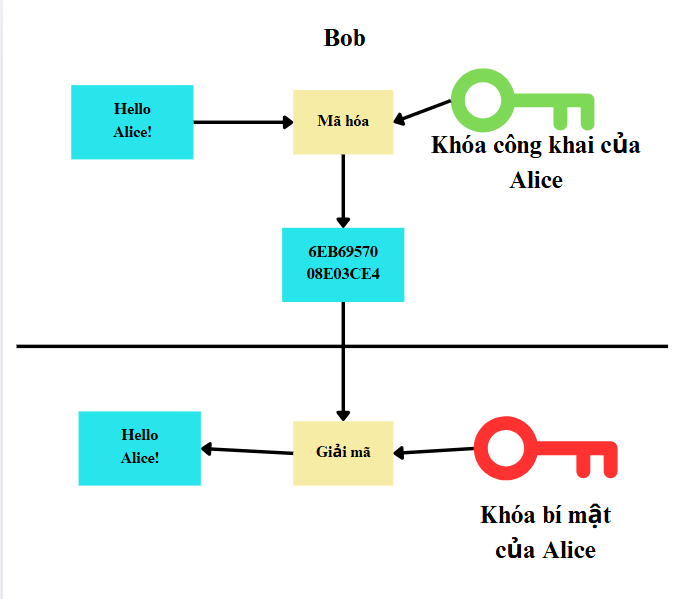 Bob
Hello
Alice!
Mã hóa
Khóa công khai của
Alice
6EB69570
08E03CE4
Hello
Alice!
Giải mã
Khóa bí mật
của Alice